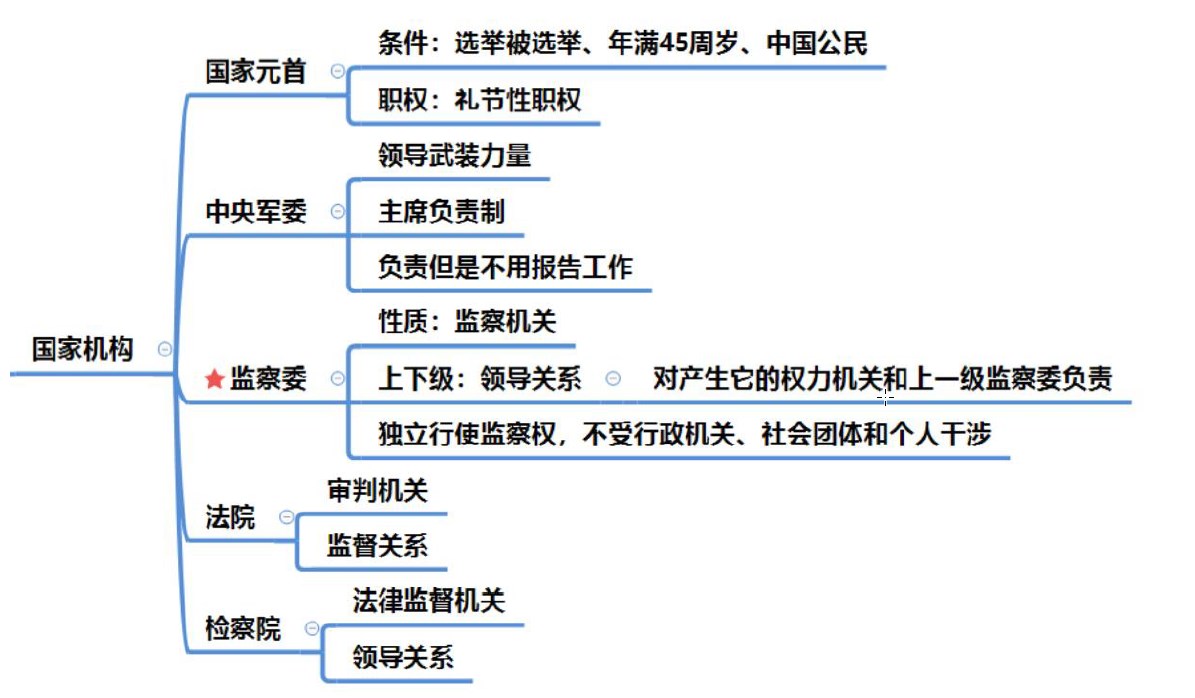 国家机构
国家元首
条件：选举被选举、年满45周岁、中国公民
职权：礼节性职权
中央军委
领导武装力量
主席负责制
负责但是不用报告工作
监察委
性质：监察机关
上下级：领导关系
对产生它的权力机关和上一级监察委负责
独立行使监察权，不受行政机关、社会团体和个人干涉
法院
审判机关
监督关系
检察院
法律监督机关
领导关系